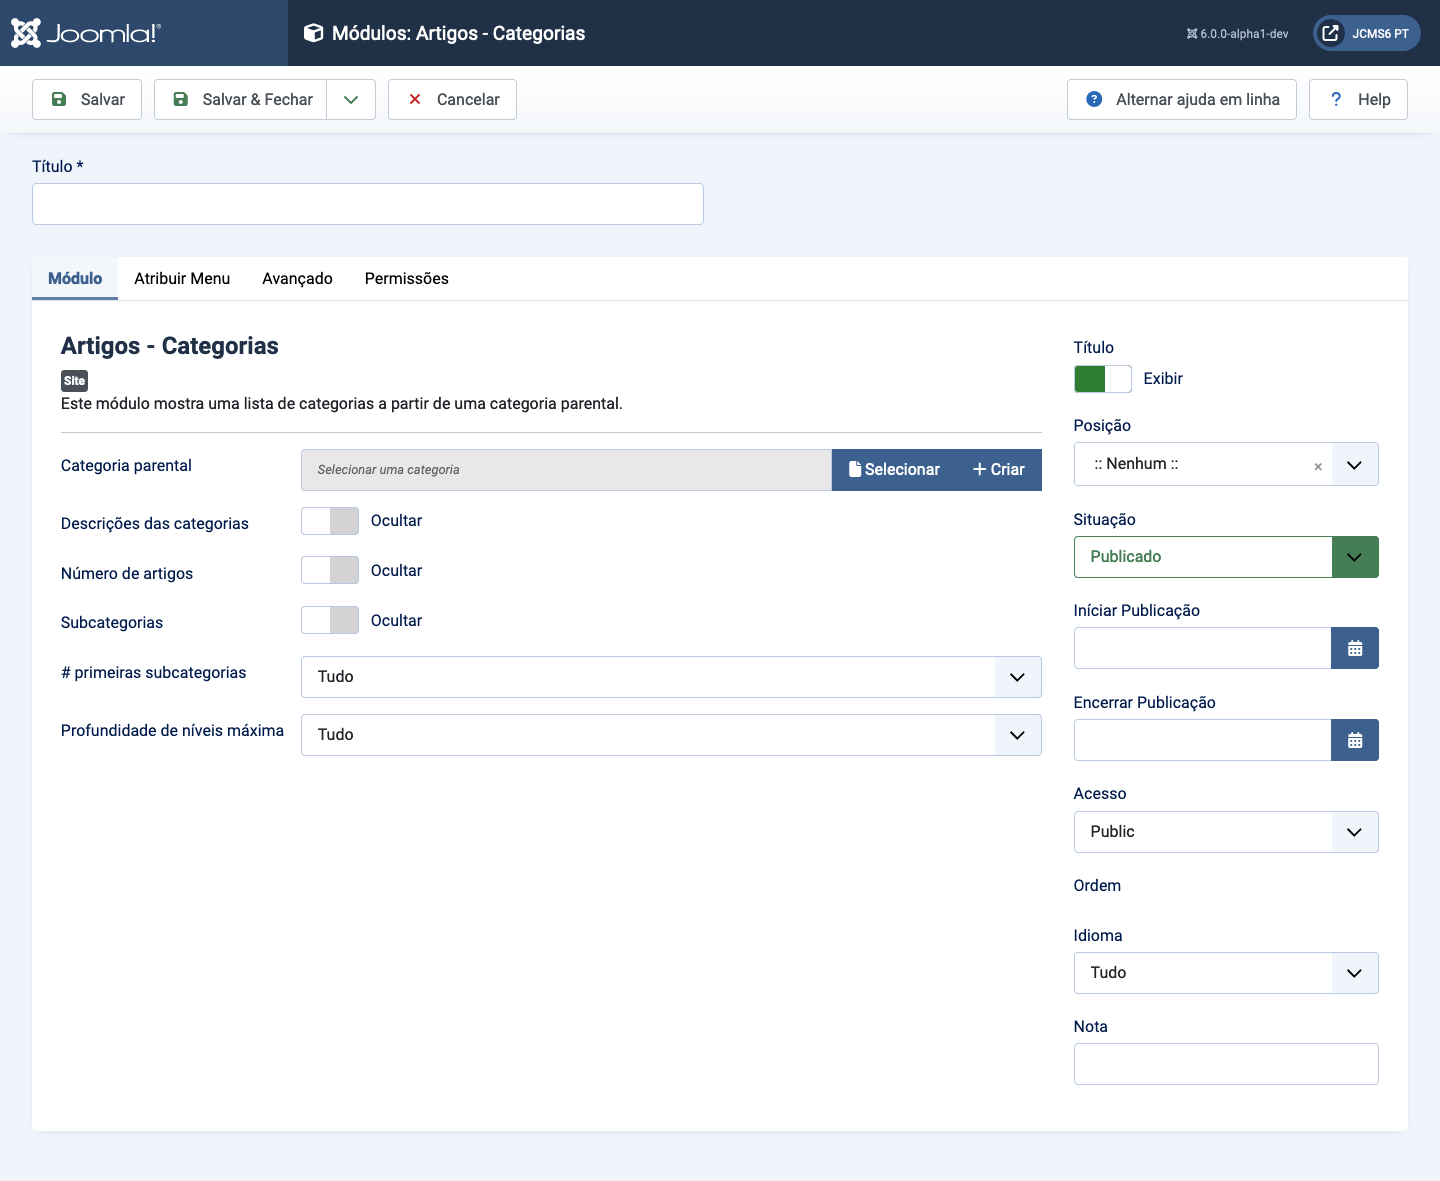 Joomla!®
Módulos: Artigos - Categorias
6.0.0-alpha1-dev
JCMS6 PT
Salvar
Salvar & Fechar
Cancelar
Alternar ajuda em linha
Help
Título *
Módulo
Atribuir Menu
Avançado
Permissões
Artigos - Categorias
Site
Este módulo mostra uma lista de categorias a partir de uma categoria parental.
Categoria parental
Selecionar uma categoria
Selecionar
Criar
Descrições das categorias
Ocultar
Número de artigos
Ocultar
Subcategorias
Ocultar
# primeiras subcategorias
Tudo
Profundidade de níveis máxima
Tudo
Título
Exibir
Posição
:: Nenhum ::
Situação
Publicado
Iníciar Publicação
Encerrar Publicação
Acesso
Public
Ordem
Idioma
Tudo
Nota